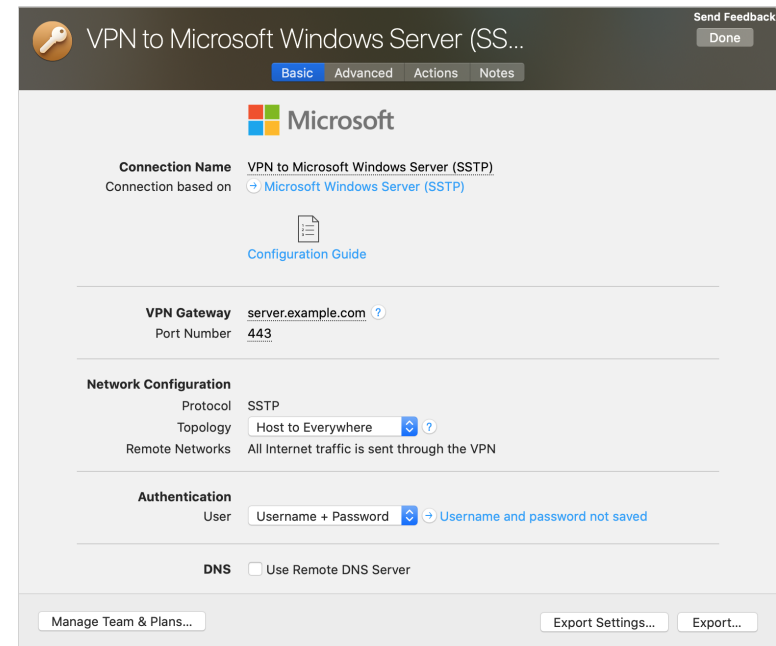 Send Feedback
VPN to Microsoft Windows Server (SS...
Done
Basic Advanced Actions Notes
Microsoft
Connection Name VPN to Microsoft Windows Server (SSTP)
Connection based on Microsoft Windows Server (SSTP)
Configuration Guide
VPN Gateway server.example.com ?
Port Number 443
Network Configuration
Protocol SSTP
Topology Host to Everywhere ?
Remote Networks All Internet traffic is sent through the VPN
Authentication
User Username + Password Username and password not saved
DNS Use Remote DNS Server
Manage Team & Plans... Export Settings... Export...